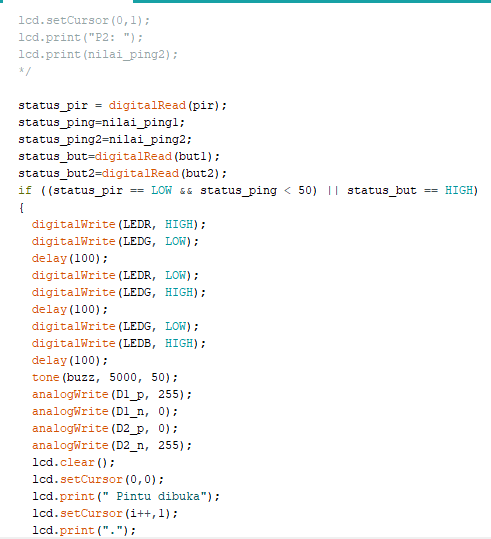 lcd.setCursor(0,1);
lcd.print("P2: ");
lcd.print(nilai_ping2);
*/
status_pir = digitalRead(pir);
status_ping=nilai_ping1;
status_ping2=nilai_ping2;
status_but=digitalRead(but1);
status_but2=digitalRead(but2);
if ((status_pir == LOW && status_ping < 50) || status_but == HIGH)
{
digitalWrite(LEDR, HIGH);
digitalWrite(LEDG, LOW);
delay(100);
digitalWrite(LEDR, LOW);
digitalWrite(LEDG, HIGH);
delay(100);
digitalWrite(LEDG, LOW);
digitalWrite(LEDB, HIGH);
delay(100);
tone(buzz, 5000, 50);
analogWrite(D1_p, 255);
analogWrite(D1_n, 0);
analogWrite(D2_p, 0);
analogWrite(D2_n, 255);
lcd.clear();
lcd.setCursor(0,0);
lcd.print(" Pintu dibuka");
lcd.setCursor(i++,1);
lcd.print(".");